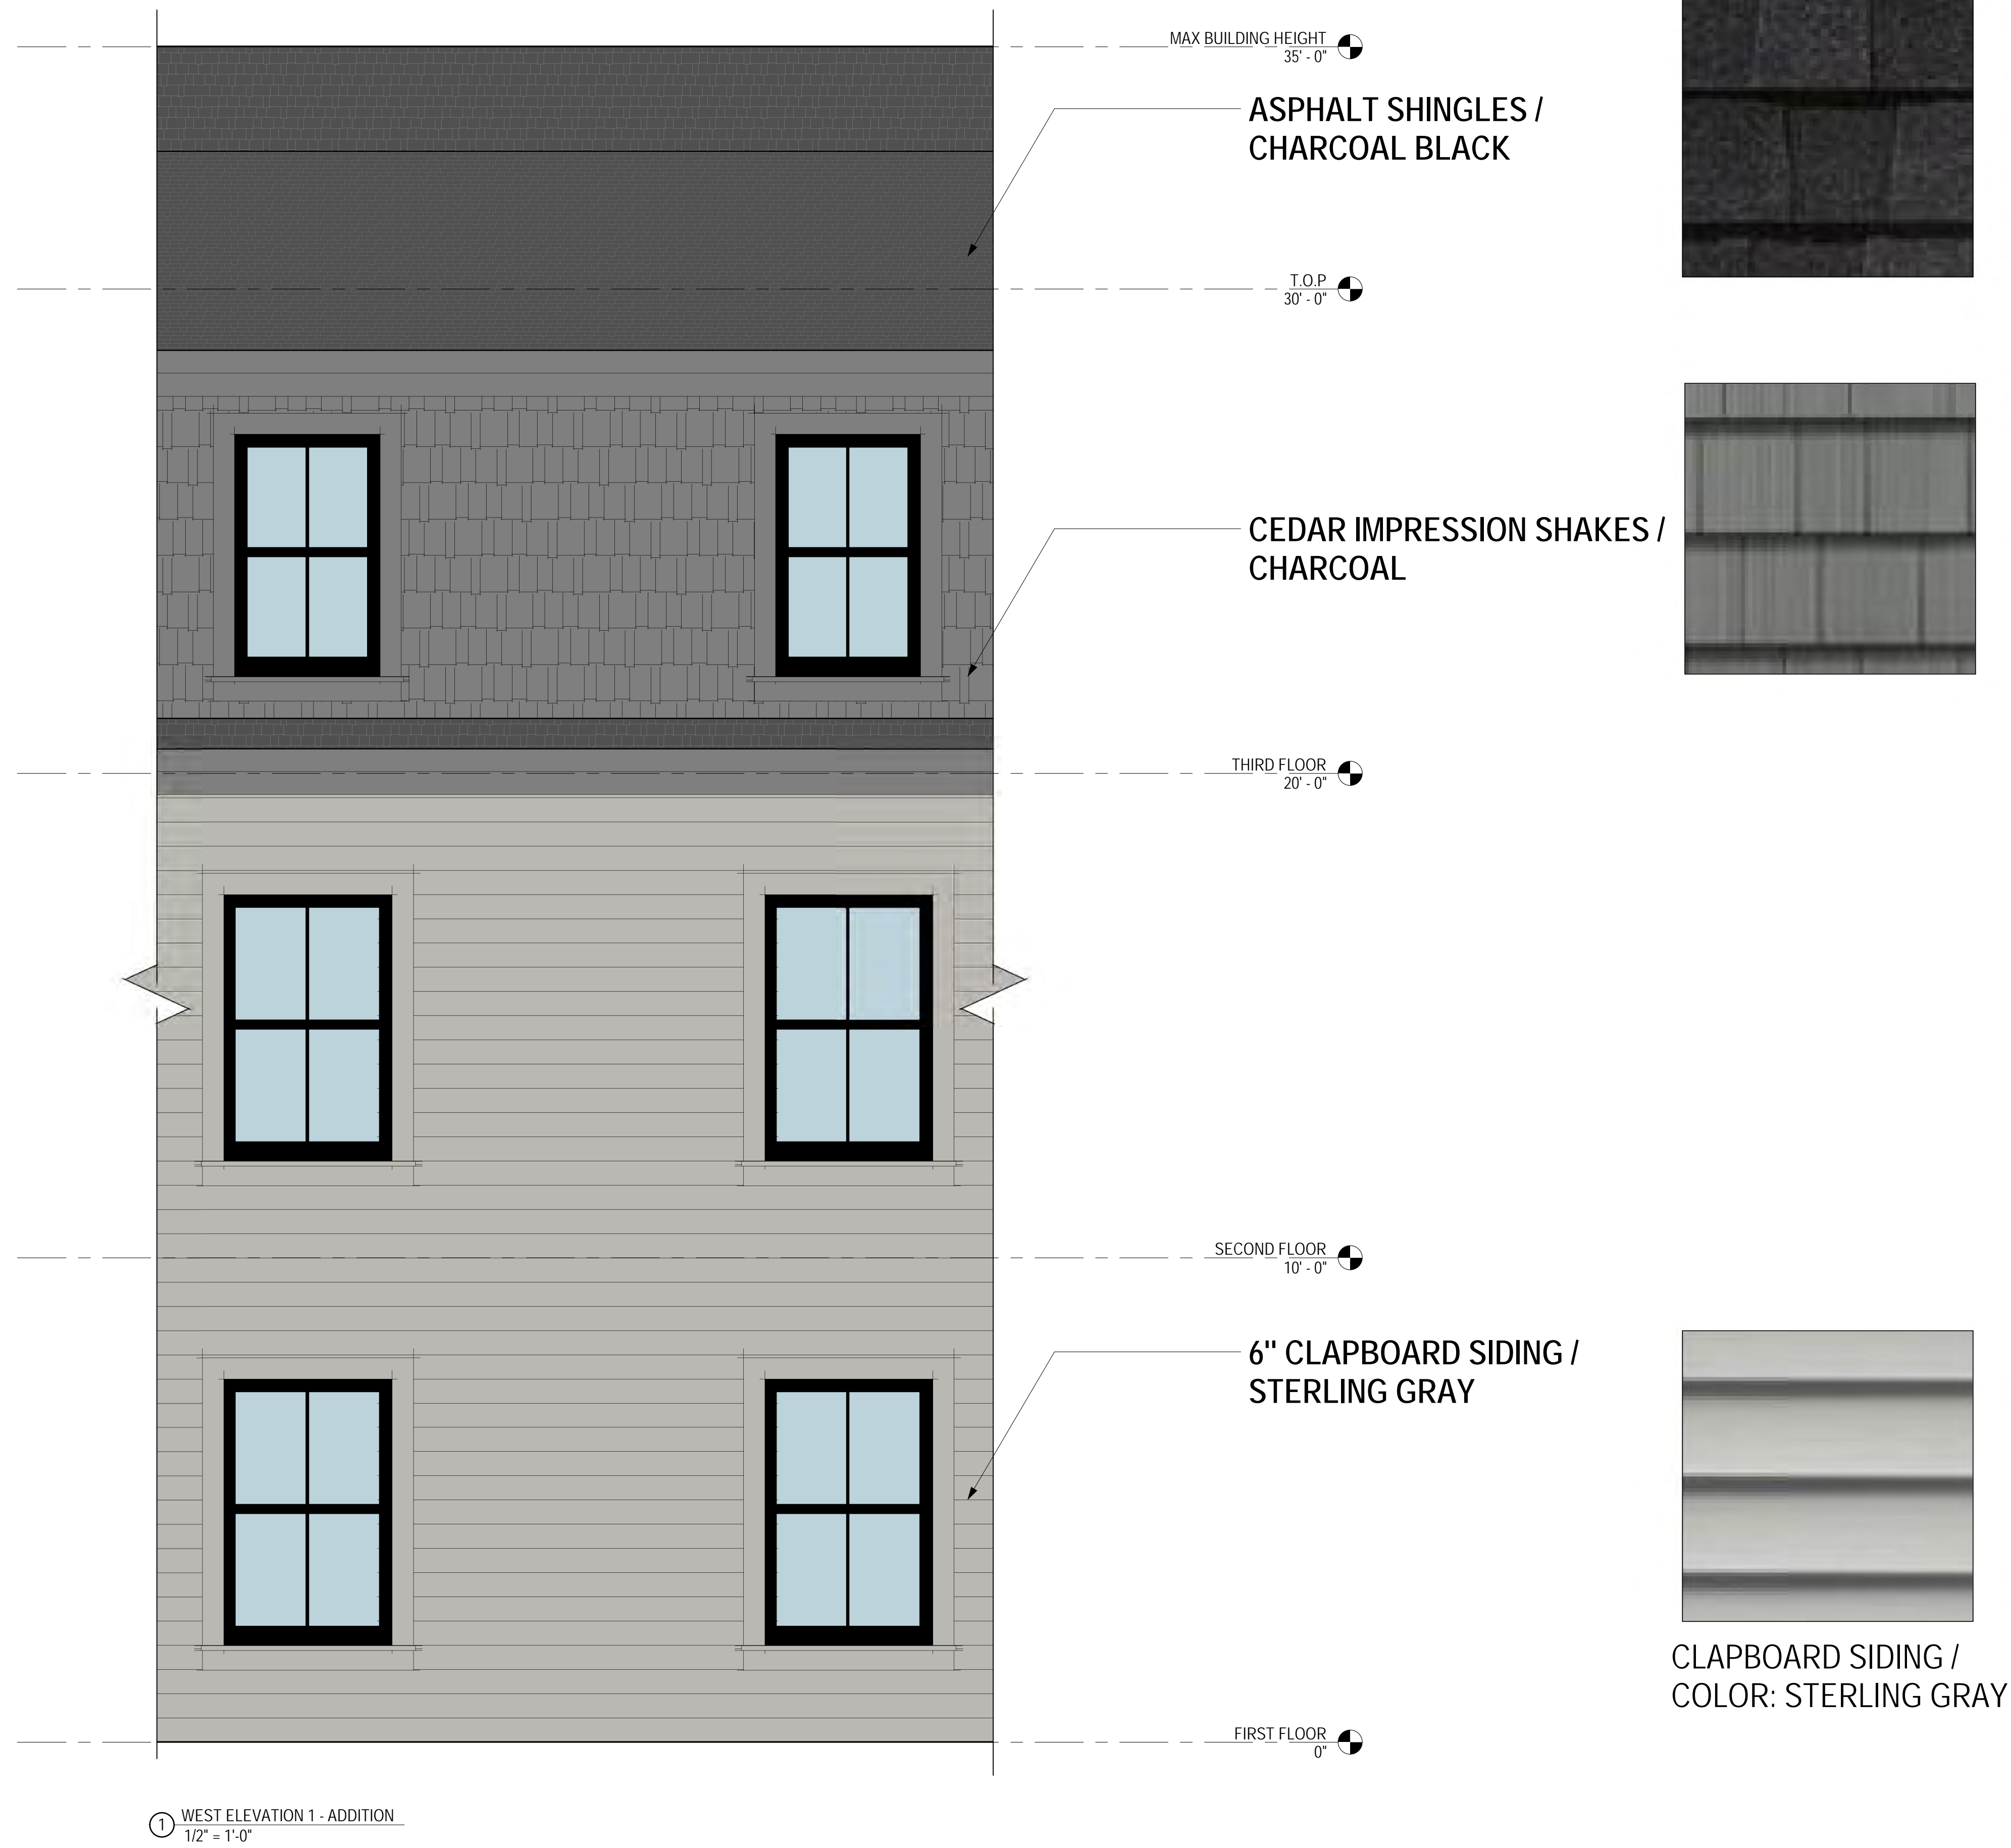 MAX BUILDING HEIGHT
35' - 0"
ASPHALT SHINGLES /
CHARCOAL BLACK
T.O.P
30' - 0"
CEDAR IMPRESSION SHAKES /
CHARCOAL
THIRD FLOOR
20' - 0"
SECOND FLOOR
10' - 0"
6" CLAPBOARD SIDING /
STERLING GRAY
CLAPBOARD SIDING /
COLOR: STERLING GRAY
FIRST FLOOR
0"
1 WEST ELEVATION 1 - ADDITION
1/2" = 1'-0"